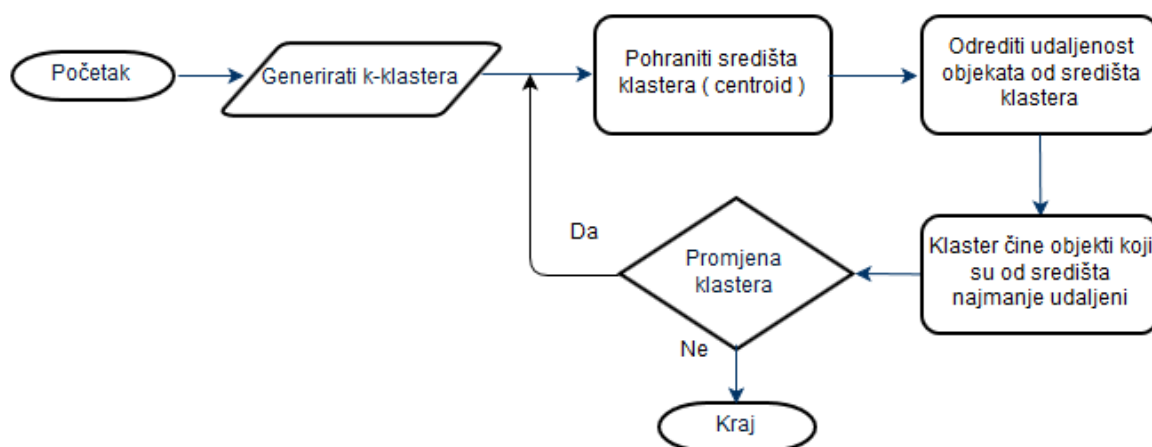 Početak
Generirati k-klastera
Pohraniti središta
klastera ( centroid )
Odrediti udaljenost
objekata od središta
klastera
Klaster čine objekti koji
su od središta
najmanje udaljeni
Promjena
klastera
Da
Ne
Kraj